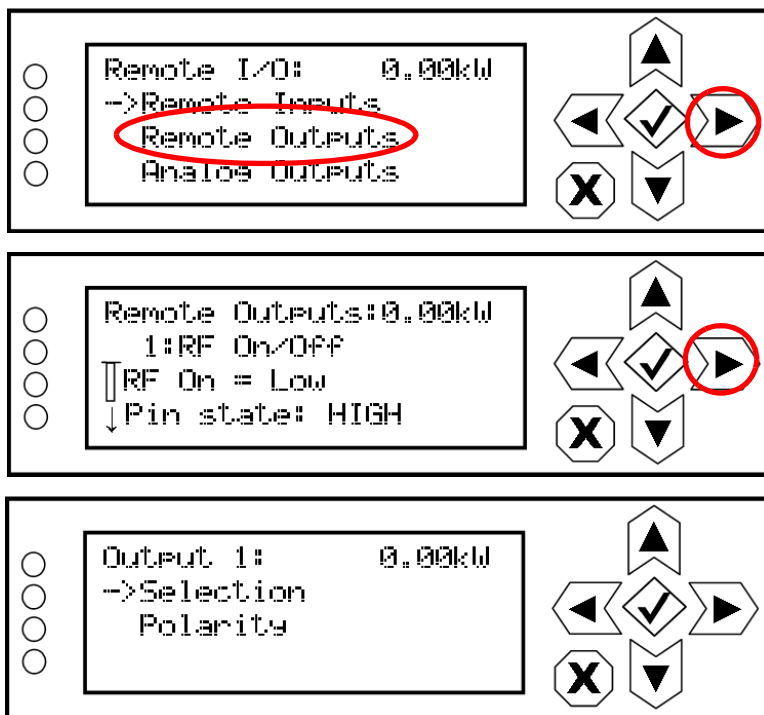 Remote I/O: 0.00kW
->Remote Inputs
Remote Outputs
Analog Outputs
X
Remote Outputs:0.00kW
1:RF On/Off
RF On = Low
↓Pin state: HIGH
X
Output 1: 0.00kW
->Selection
Polarity
X